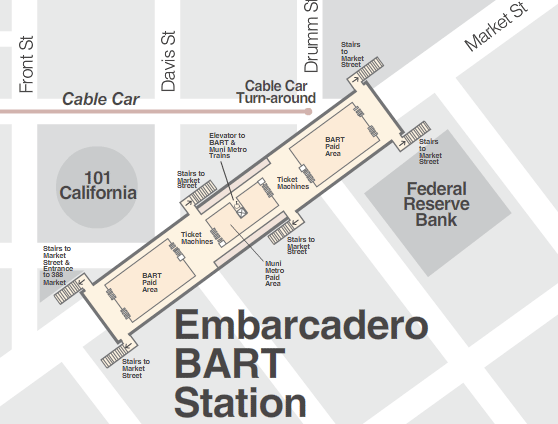 Front St
Davis St
Drumm St
Market St
Stairs
to
Market
Street
Cable Car
Cable Car
Turn-around
Elevator to
BART &
Muni Metro
Trains
BART
Paid
Area
Stairs
to
Market
Street
101
California
Stairs to
Market
Street
Ticket
Machines
Federal
Reserve
Bank
Ticket
Machines
Stairs to
Market
Street
Stairs to
Market
Street &
Entrance
to 388
Market
BART
Paid
Area
Muni
Metro
Paid
Area
Embarcadero
BART
Station
Stairs to
Market
Street